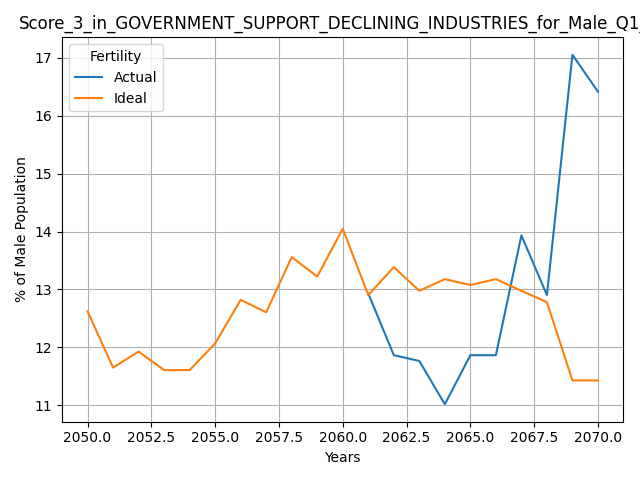 Score_3_in_GOVERNMENT_SUPPORT_DECLINING_INDUSTRIES_for_Male_Q1_
Fertility
Actual
Ideal
% of Male Population
17
16
15
14
13
12
11
2050.0 2052.5 2055.0 2057.5 2060.0 2062.5 2065.0 2067.5 2070.0
Years